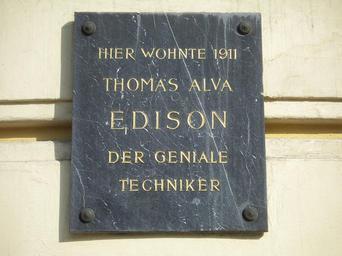 HIER WOHNTE 1911
THOMAS ALVA
EDISON
DER GENIALE
TECHNIKER